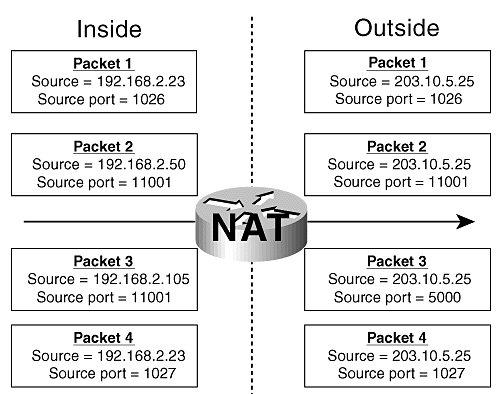 Inside
Outside
Packet 1
Source = 192.168.2.23
Source port = 1026
Packet 1
Source = 203.10.5.25
Source port = 1026
Packet 2
Source = 192.168.2.50
Source port = 11001
Packet 2
Source = 203.10.5.25
Source port = 11001
NAT
Packet 3
Source = 192.168.2.105
Source port = 11001
Packet 3
Source = 203.10.5.25
Source port = 5000
Packet 4
Source = 192.168.2.23
Source port = 1027
Packet 4
Source = 203.10.5.25
Source port = 1027